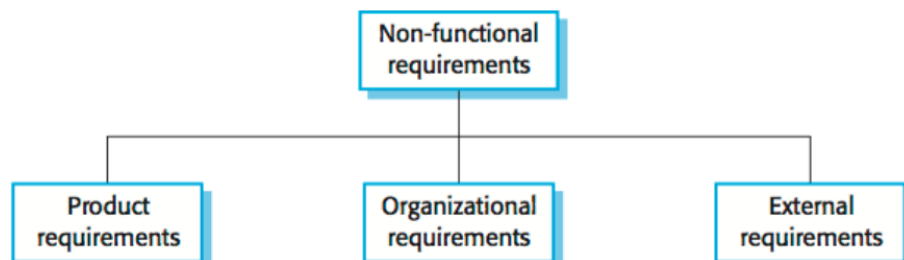 Non-functional
requirements
Product
requirements
Organizational
requirements
External
requirements